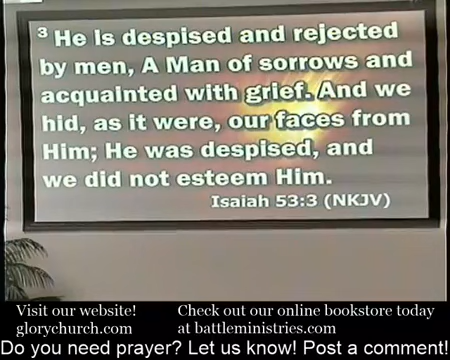 3 He Is despised and rejected
by men, A Man of sorrows and
acquainted with grief. And we
hid, as it were, our faces from
Him; He was despised, and
we did not esteem Him.
Isaiah 53:3 (NKJV)
Visit our website!
glorychurch.com
Check out our online bookstore today
at battleministries.com
Do you need prayer? Let us know! Post a comment!